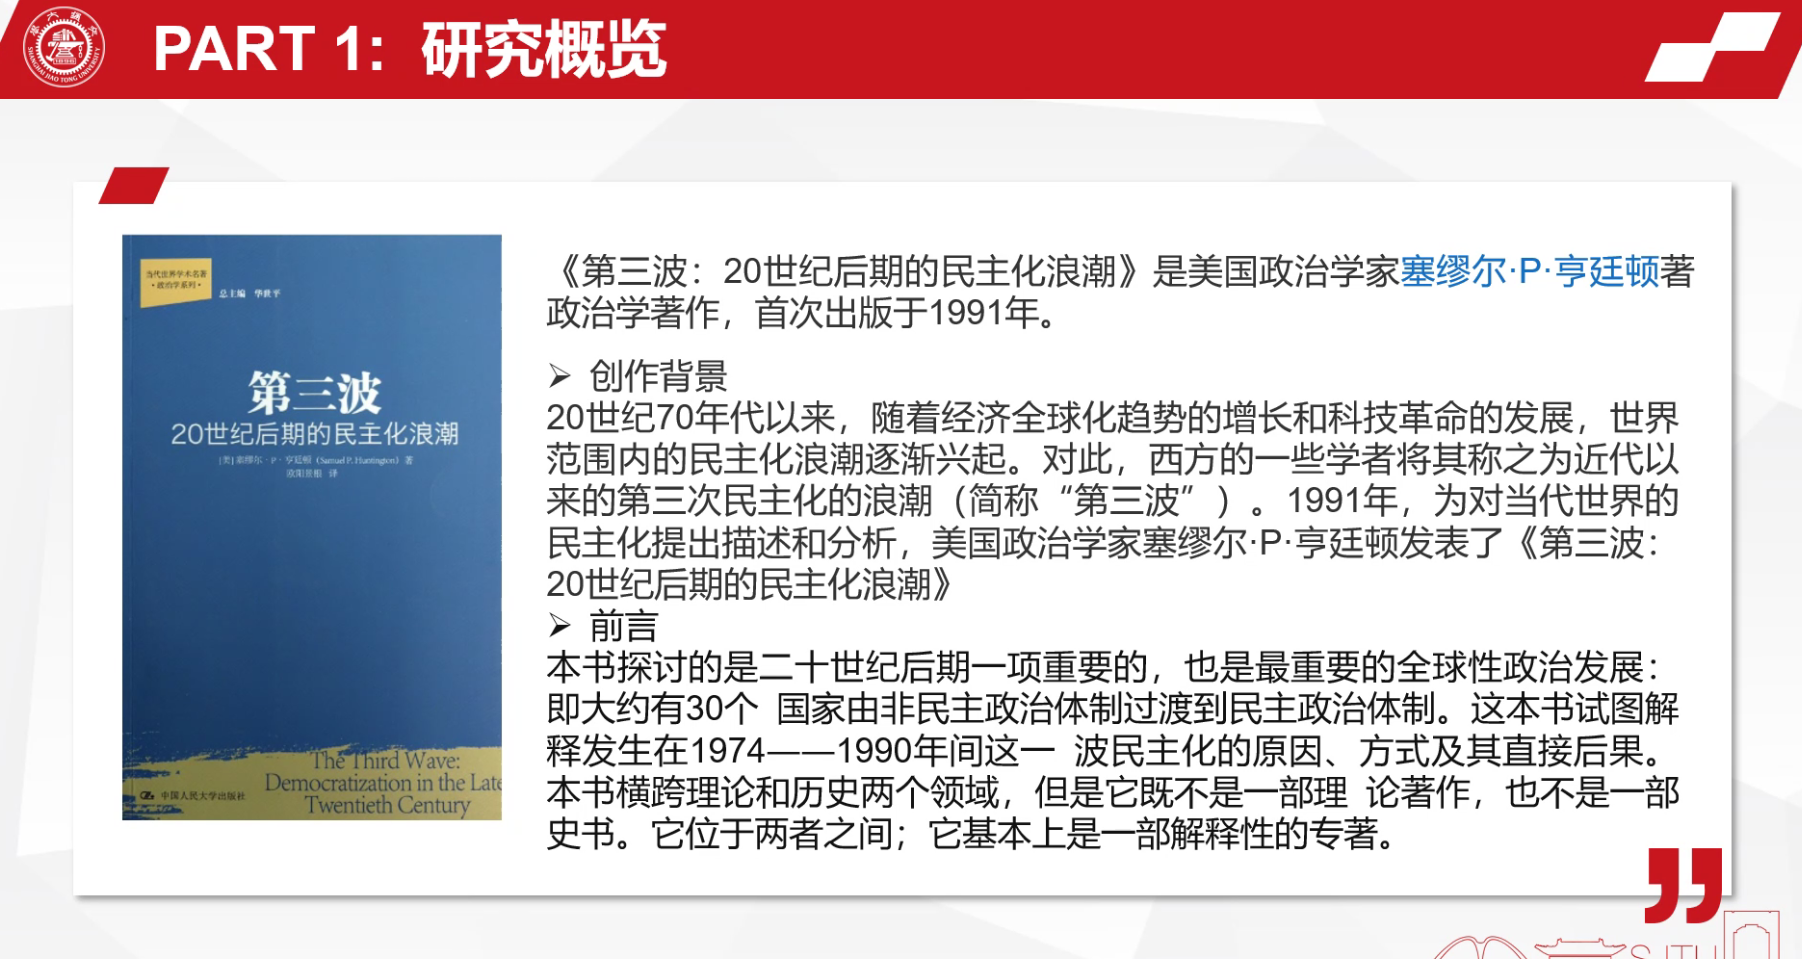 PART 1：研究概览
SHANGHAI JIAO TONG UNIVERSITY
1896
当代世界学术名著
·政治学系列·
总主编 华世平
第三波
20世纪后期的民主化浪潮
[美] 塞缪尔·P·亨廷顿（Samuel P. Huntington）著
欧阳景根 译
The Third Wave:
Democratization in the Late
Twentieth Century
中国人民大学出版社
《第三波：20世纪后期的民主化浪潮》是美国政治学家塞缪尔·P·亨廷顿著
政治学著作，首次出版于1991年。
➢ 创作背景
20世纪70年代以来，随着经济全球化趋势的增长和科技革命的发展，世界
范围内的民主化浪潮逐渐兴起。对此，西方的一些学者将其称之为近代以
来的第三次民主化的浪潮（简称“第三波”）。1991年，为对当代世界的
民主化提出描述和分析，美国政治学家塞缪尔·P·亨廷顿发表了《第三波：
20世纪后期的民主化浪潮》
➢ 前言
本书探讨的是二十世纪后期一项重要的，也是最重要的全球性政治发展：
即大约有30个 国家由非民主政治体制过渡到民主政治体制。这本书试图解
释发生在1974——1990年间这一 波民主化的原因、方式及其直接后果。
本书横跨理论和历史两个领域，但是它既不是一部理 论著作，也不是一部
史书。它位于两者之间；它基本上是一部解释性的专著。
SJTU